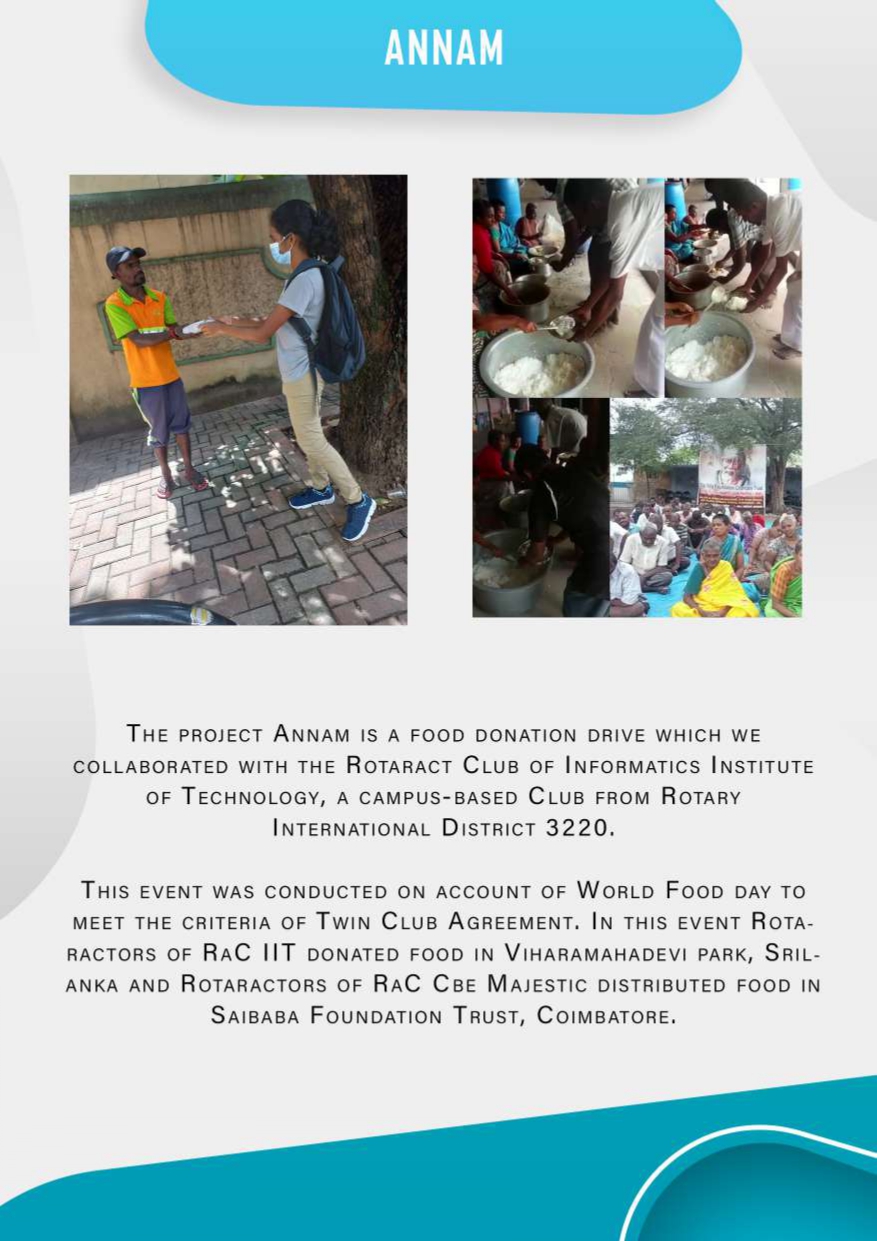 ANNAM
The project Annam is a food donation drive which we
collaborated with the Rotaract Club of Informatics Institute
of Technology, a campus-based Club from Rotary
International District 3220.
This event was conducted on account of World Food day to
meet the criteria of Twin Club Agreement. In this event Rota-
ractors of RaC IIT donated food in Viharamahadevi park, Sril-
anka and Rotaractors of RaC Cbe Majestic distributed food in
Saibaba Foundation Trust, Coimbatore.